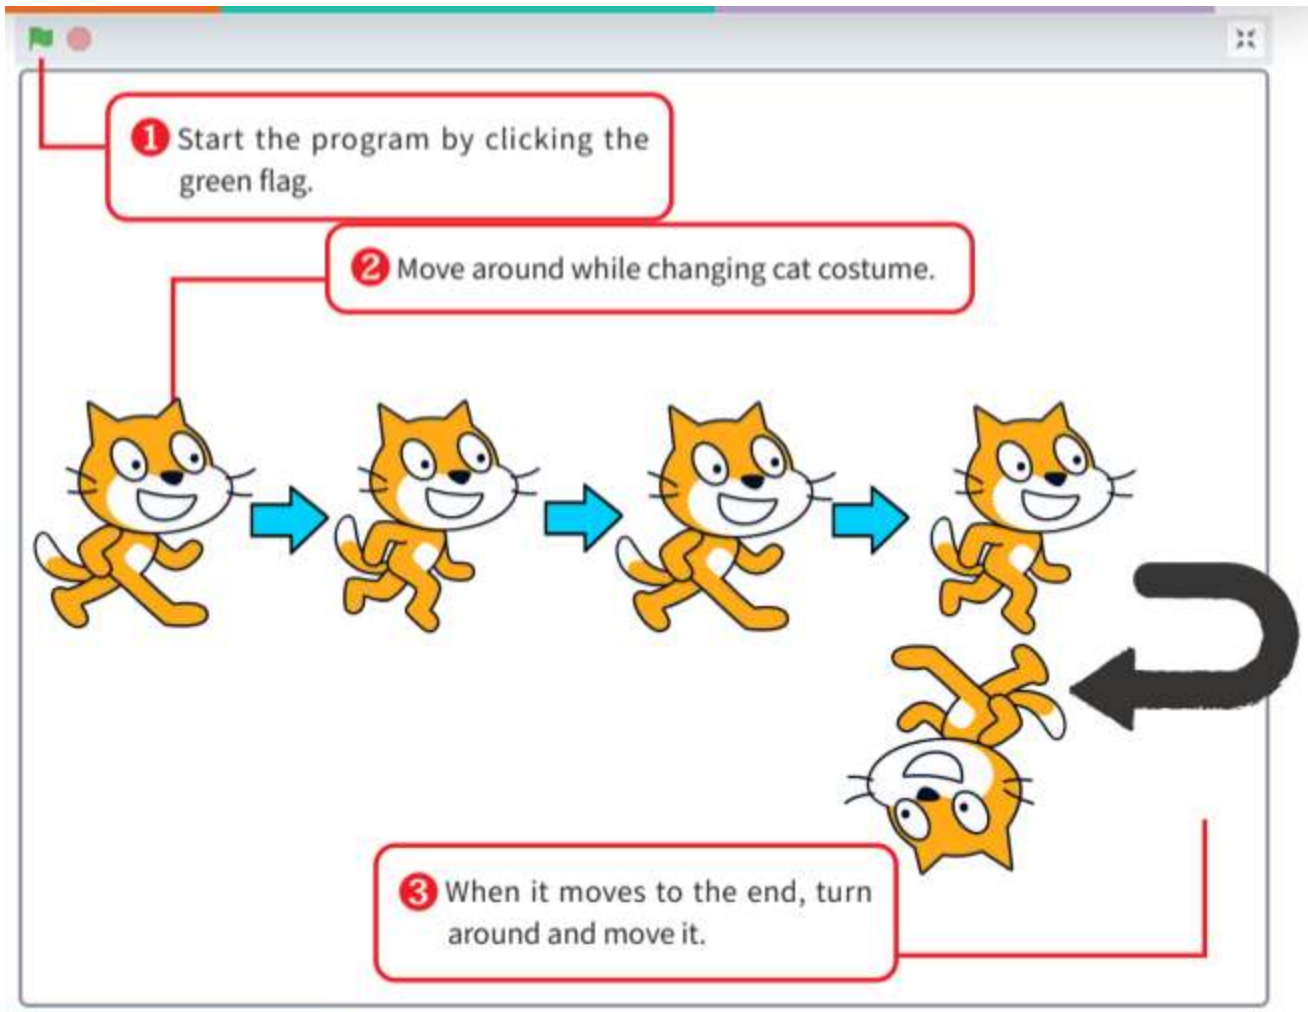 1 Start the program by clicking the
green flag.
2 Move around while changing cat costume.
3 When it moves to the end, turn
around and move it.